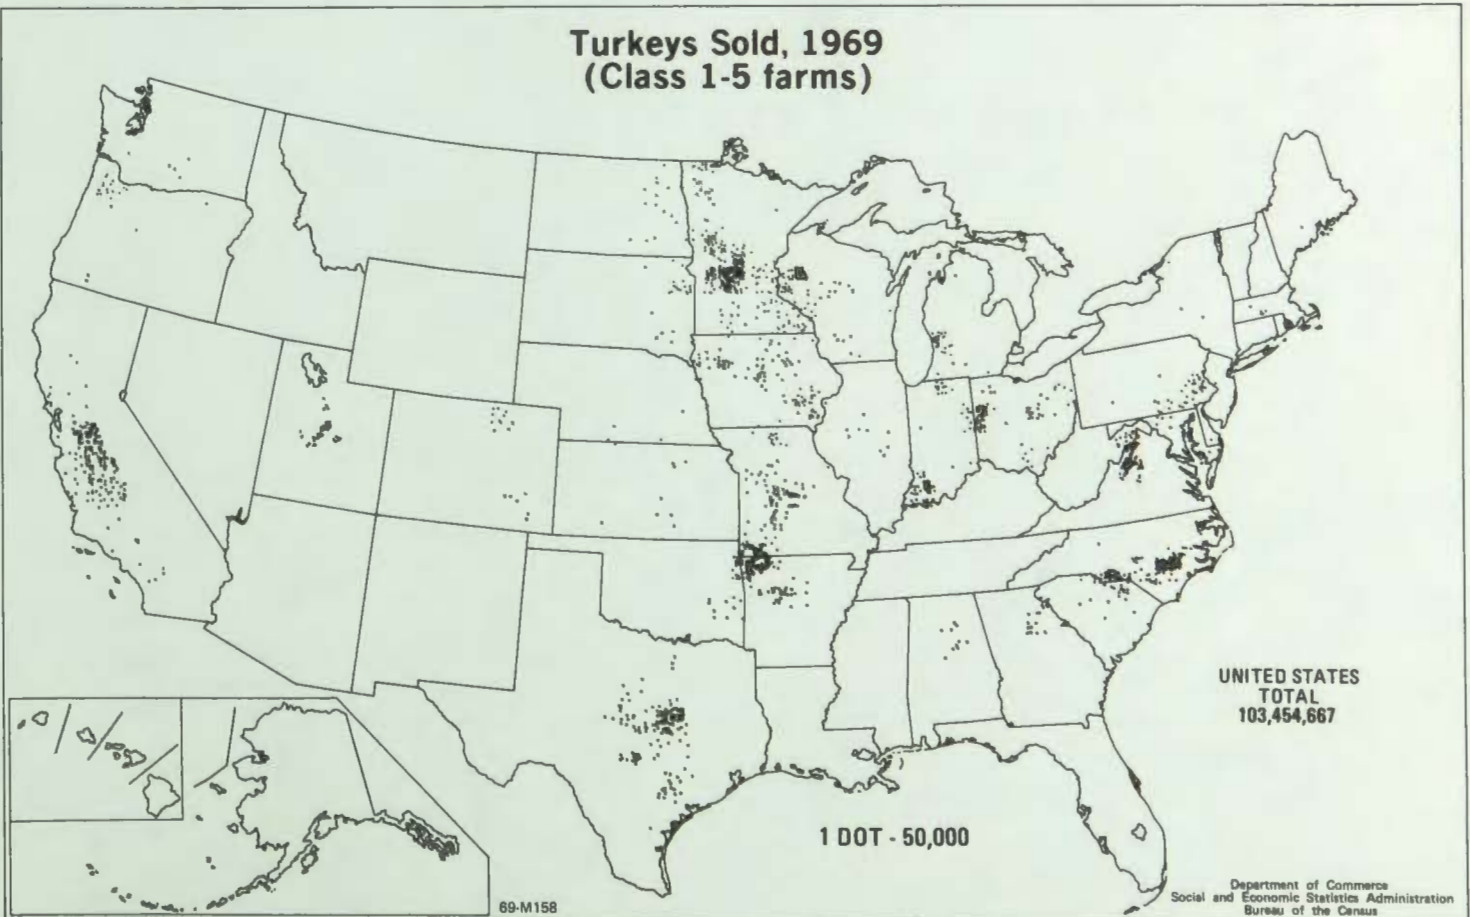 Turkeys Sold, 1969
(Class 1-5 farms)
UNITED STATES
TOTAL
103,454,667
1 DOT - 50,000
69-M158
Department of Commerce
Social and Economic Statistics Administration
Bureau of the Census